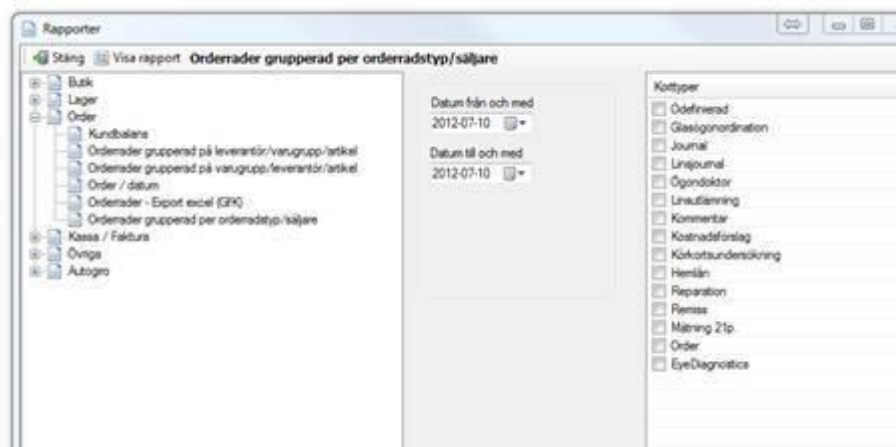 Rapporter
Stäng Visa rapport Orderrader grupperad per orderradstyp/säljare
Butik
Lager
Order
Kundbalans
Orderrader grupperad på leverantör/varugrupp/artikel
Orderrader grupperad på varugrupp/leverantör/artikel
Order / datum
Orderrader - Export excel (GFK)
Orderrader grupperad per orderradstyp/säljare
Kassa / Faktura
Övriga
Autogiro
Datum från och med
2012-07-10
Datum till och med
2012-07-10
Korttyper
Odefinierad
Glasögonordination
Journal
Linsjournal
Ögondoktor
Linsutlämning
Kommentar
Kostnadsförslag
Körkortsundersökning
Hemlån
Reparation
Remiss
Mätning 21p.
Order
EyeDiagnostics